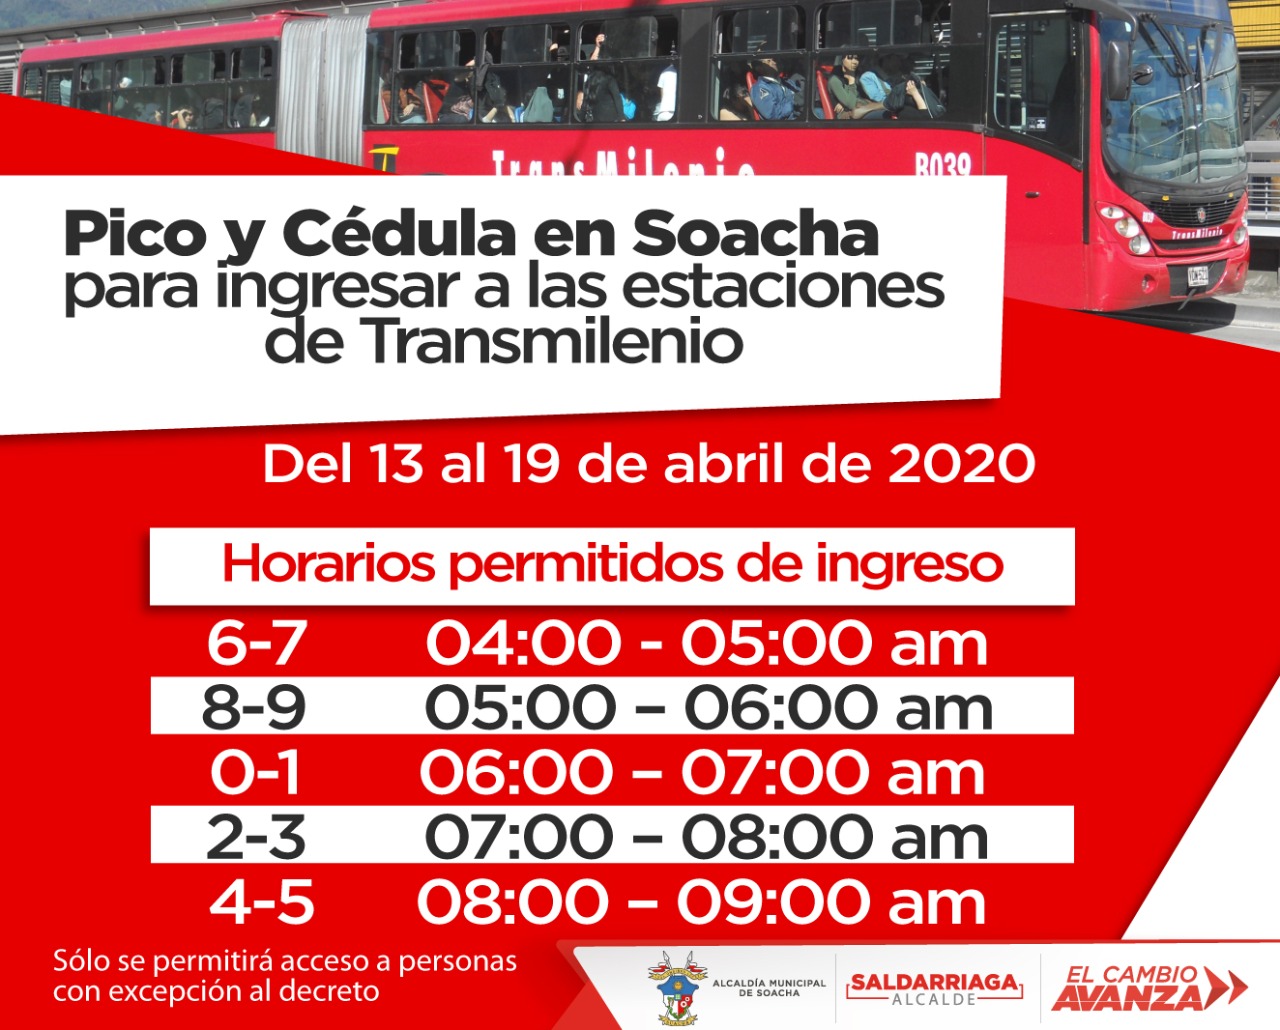 TransMilenio
B039
TransMilenio
Pico y Cédula en Soacha
para ingresar a las estaciones
de Transmilenio
Del 13 al 19 de abril de 2020
Horarios permitidos de ingreso
6-7 04:00 - 05:00 am
8-9 05:00 – 06:00 am
0-1 06:00 – 07:00 am
2-3 07:00 – 08:00 am
4-5 08:00 – 09:00 am
Sólo se permitirá acceso a personas
con excepción al decreto
ALCALDÍA MUNICIPAL
DE SOACHA
SALDARRIAGA
ALCALDE
EL CAMBIO
AVANZA